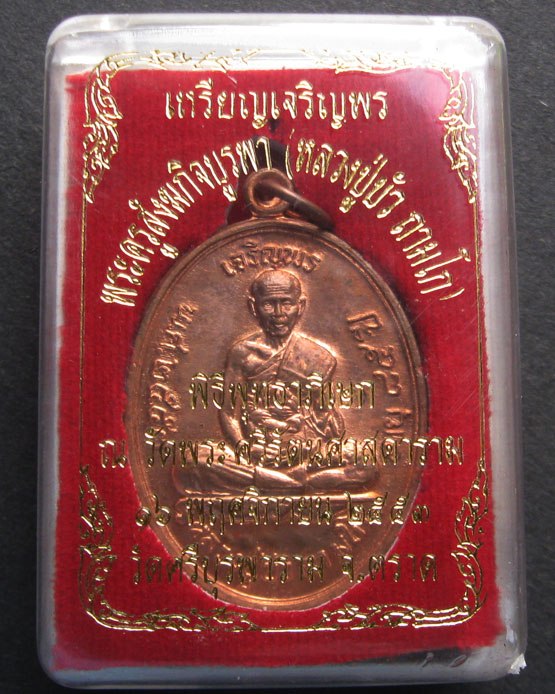 เหรียญเจริญพร
พระครูสังฆกิจบูรพา (หลวงปู่บัว ถามโก)
เจริญพร
พิธีพุทธาภิเษก
ณ วัดพระศรีรัตนศาสดาราม
๑๖ พฤศจิกายน ๒๕๕๓
วัดศรีบูรพาราม จ.ตราด